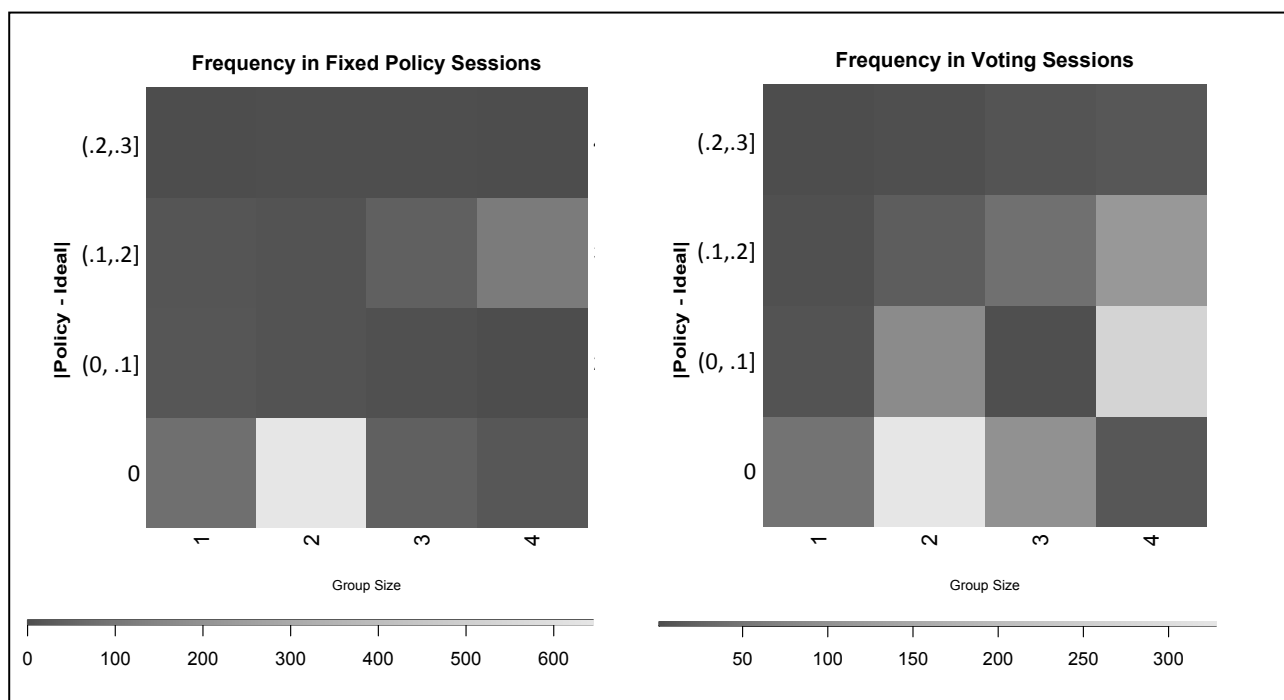 Frequency in Fixed Policy Sessions
|Policy - Ideal|
(.2,.3]
(.1,.2]
(0, .1]
0
1 2 3 4
Group Size
0 100 200 300 400 500 600
Frequency in Voting Sessions
|Policy - Ideal|
(.2,.3]
(.1,.2]
(0, .1]
0
1 2 3 4
Group Size
50 100 150 200 250 300